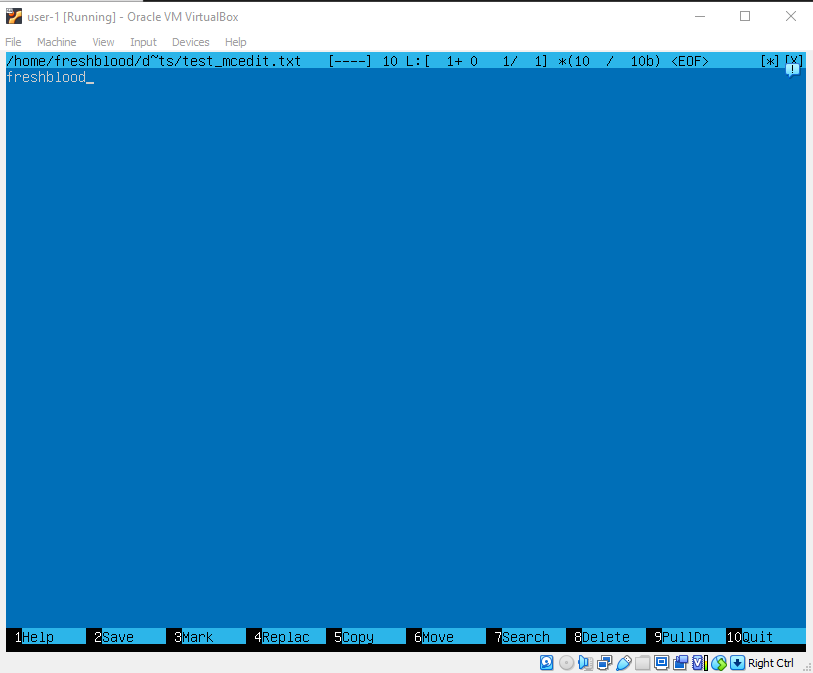 user-1 [Running] - Oracle VM VirtualBox
File Machine View Input Devices Help
/home/freshblood/d~ts/test_mcedit.txt [----] 10 L:[ 1+ 0 1/ 1] *(10 / 10b) <EOF> [*][X]
freshblood_
1Help 2Save 3Mark 4Replac 5Copy 6Move 7Search 8Delete 9PullDn 10Quit
Right Ctrl